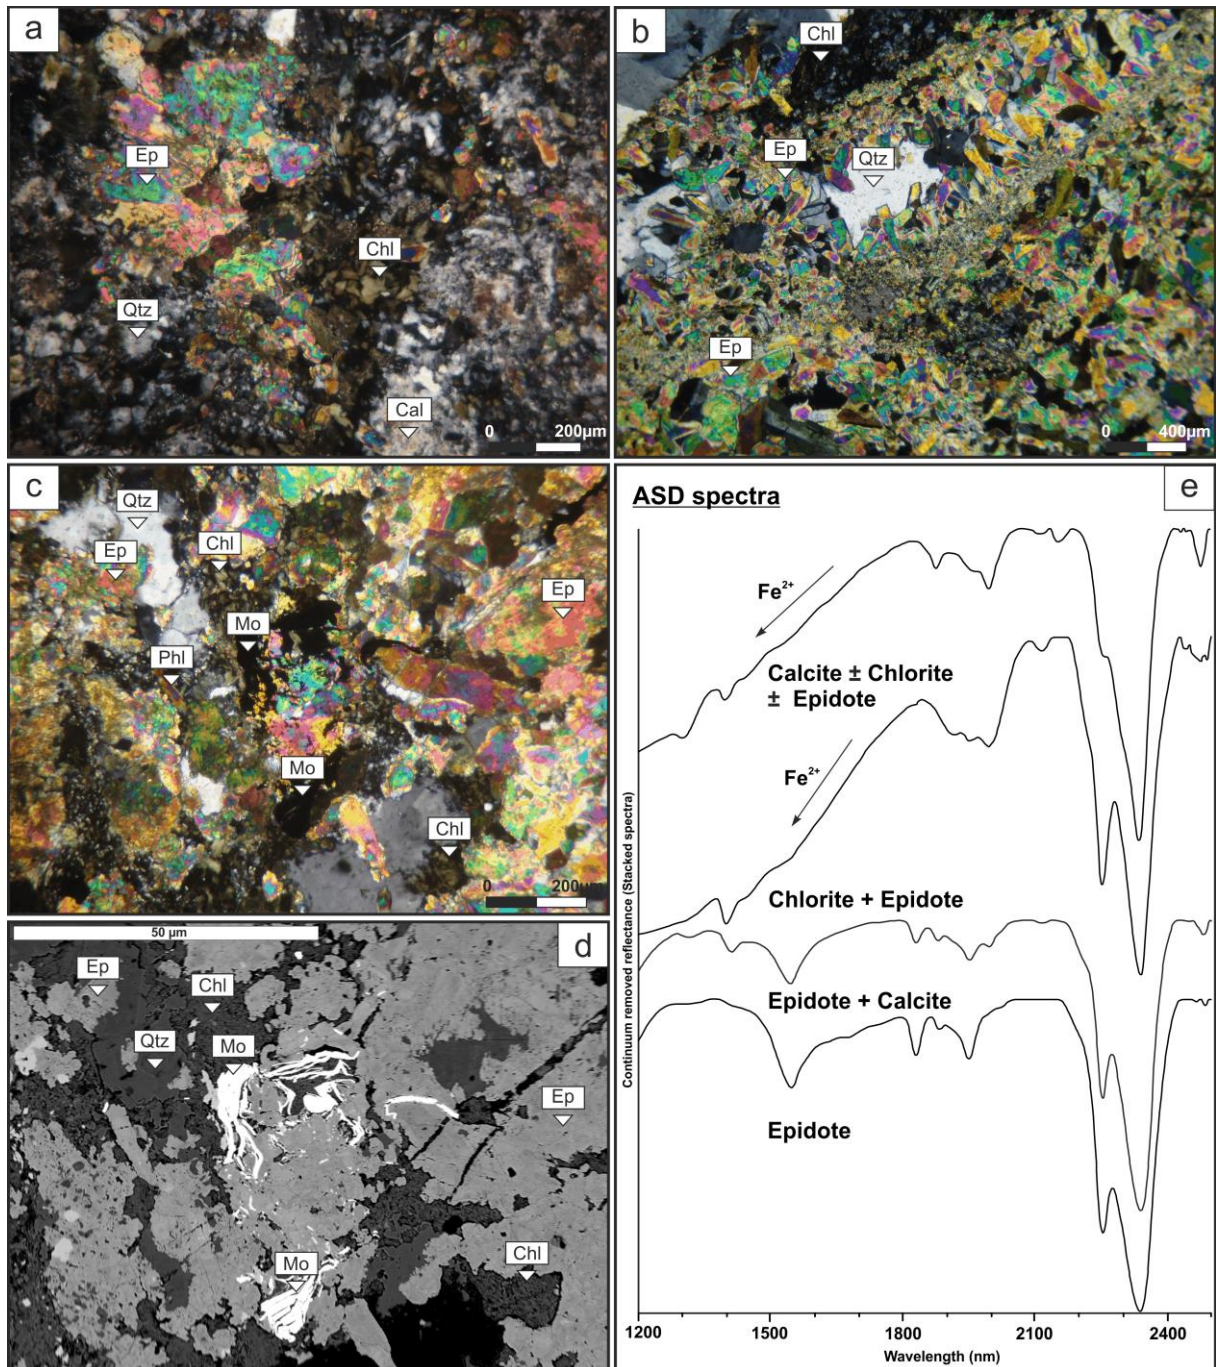 a
Ep
Chl
Qtz
Cal
0 200µm
b
Chl
Ep
Qtz
Ep
0 400µm
c
Qtz
Ep
Chl
Ep
Mo
Phl
Mo
Chl
0 200µm
d
50 µm
Ep
Chl
Qtz
Mo
Ep
Mo
Chl
e
ASD spectra
Fe²⁺
Calcite ± Chlorite
± Epidote
Fe²⁺
Chlorite + Epidote
Epidote + Calcite
Epidote
Continuum removed reflectance (Stacked spectra)
1200 1500 1800 2100 2400
Wavelength (nm)